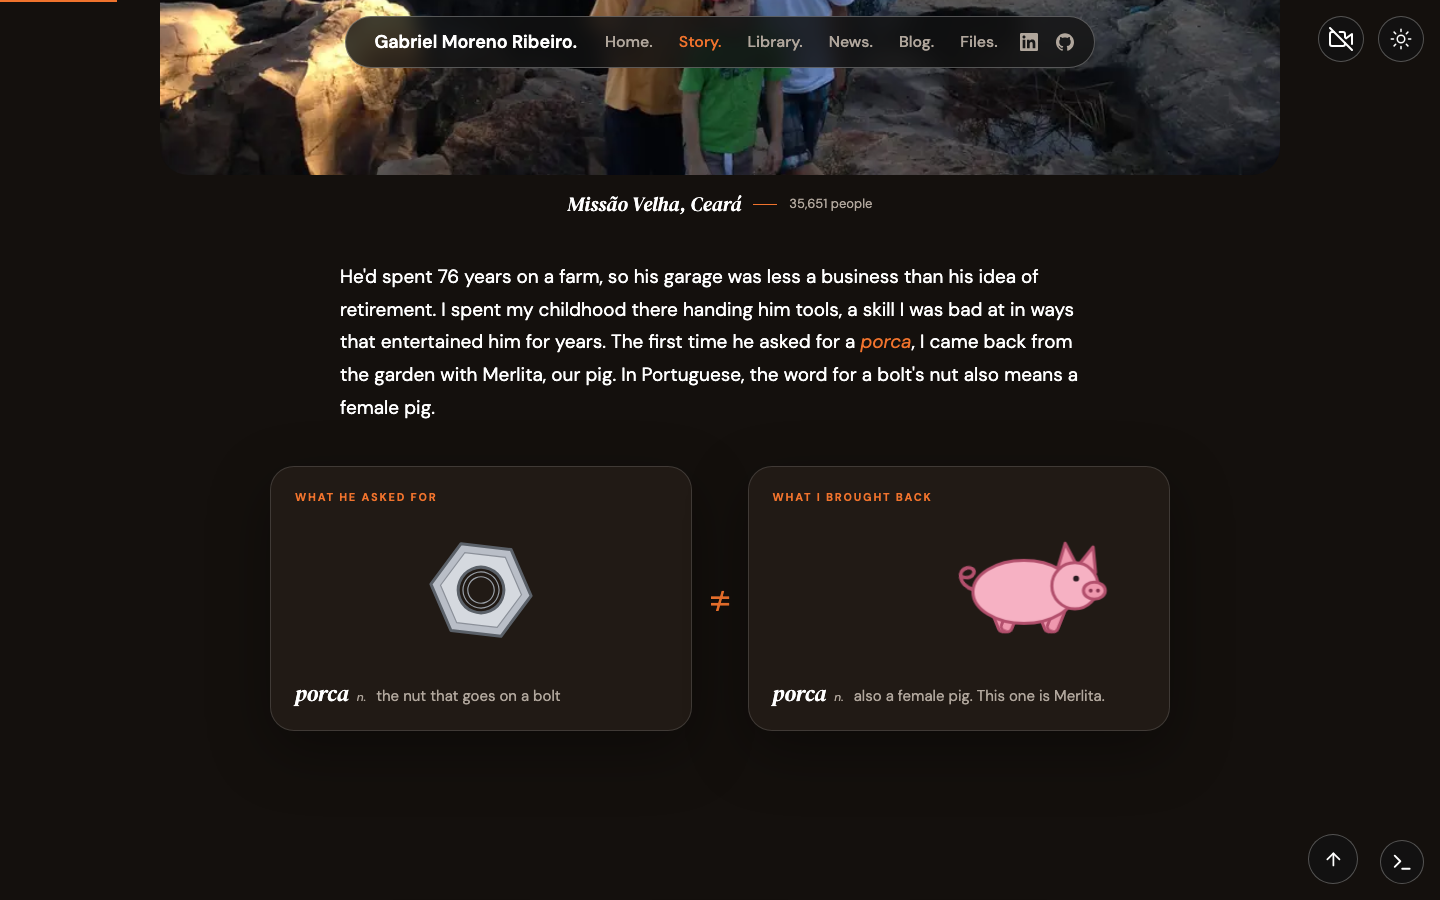 Gabriel Moreno Ribeiro. Home. Story. Library. News. Blog. Files.
Missão Velha, Ceará — 35,651 people
He'd spent 76 years on a farm, so his garage was less a business than his idea of
retirement. I spent my childhood there handing him tools, a skill I was bad at in ways
that entertained him for years. The first time he asked for a porca, I came back from
the garden with Merlita, our pig. In Portuguese, the word for a bolt's nut also means a
female pig.
WHAT HE ASKED FOR
porca n. the nut that goes on a bolt
≠
WHAT I BROUGHT BACK
porca n. also a female pig. This one is Merlita.